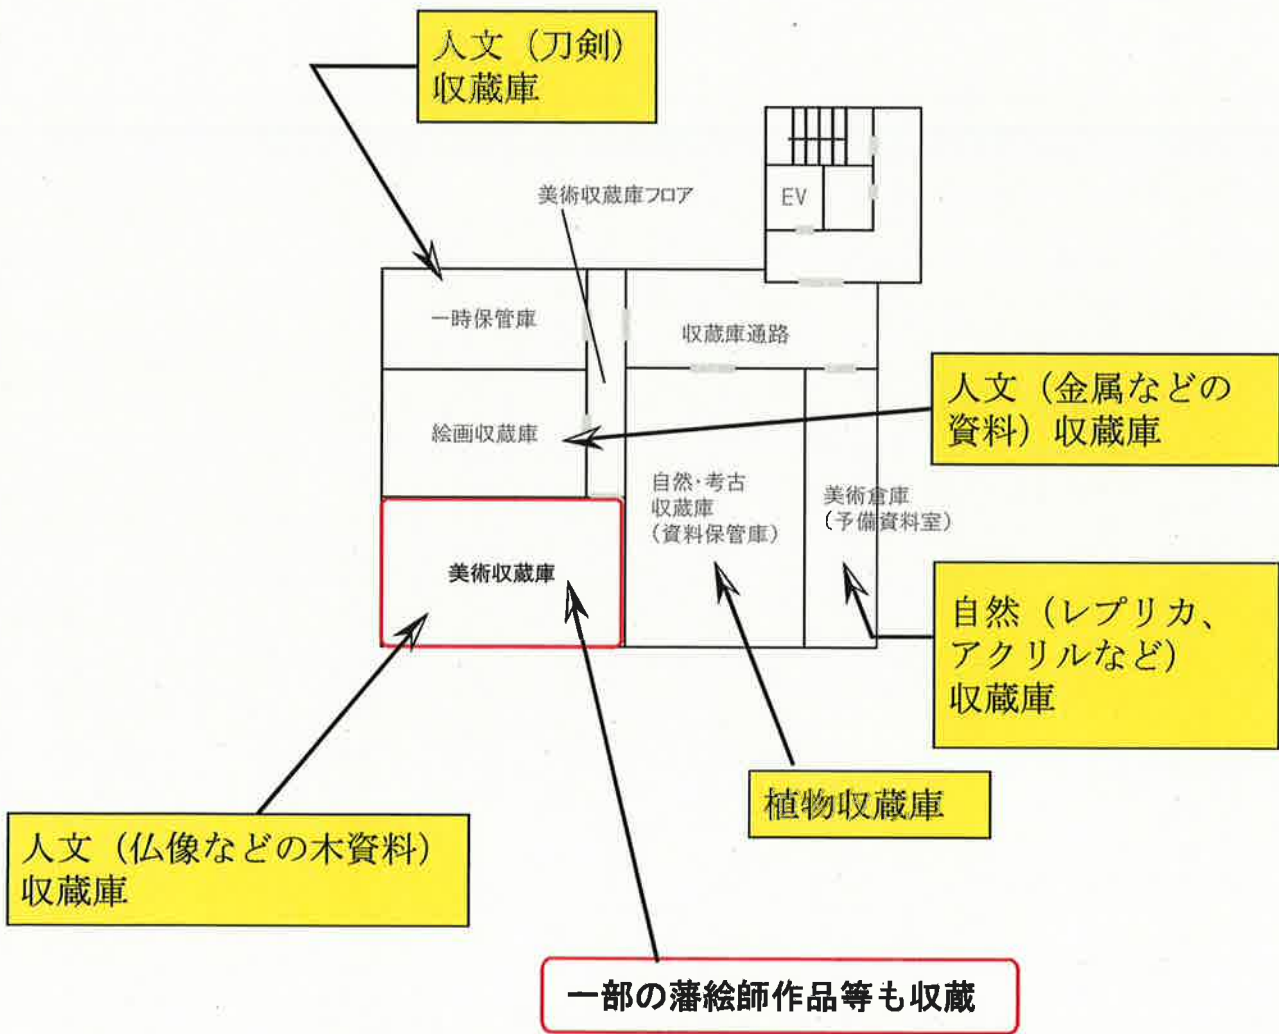 人文（刀剣）
収蔵庫
美術収蔵庫フロア
EV
一時保管庫
収蔵庫通路
人文（金属などの
資料）収蔵庫
絵画収蔵庫
自然・考古
収蔵庫
（資料保管庫）
美術倉庫
（予備資料室）
美術収蔵庫
自然（レプリカ、
アクリルなど）
収蔵庫
植物収蔵庫
人文（仏像などの木資料）
収蔵庫
一部の藩絵師作品等も収蔵